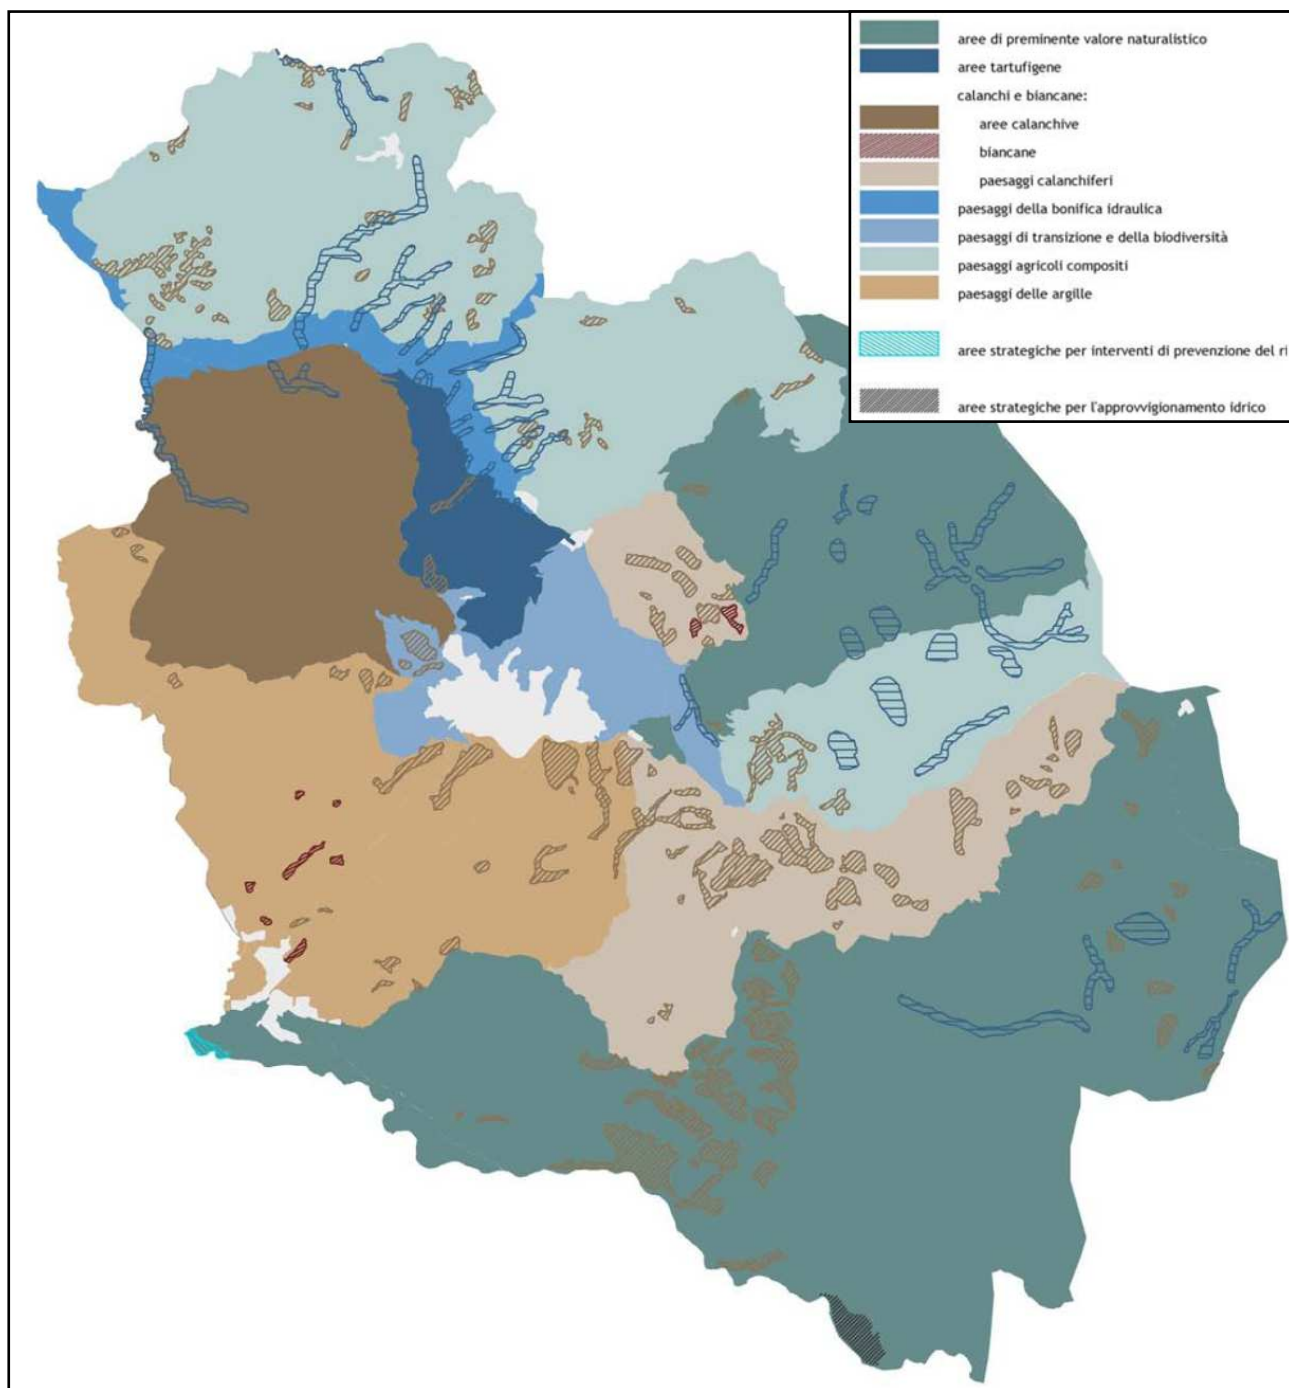 aree di preminente valore naturalistico
aree tartufigene
calanchi e biancane:
aree calanchive
biancane
paesaggi calanchiferi
paesaggi della bonifica idraulica
paesaggi di transizione e della biodiversità
paesaggi agricoli compositi
paesaggi delle argille
aree strategiche per interventi di prevenzione del ri
aree strategiche per l'approvvigionamento idrico